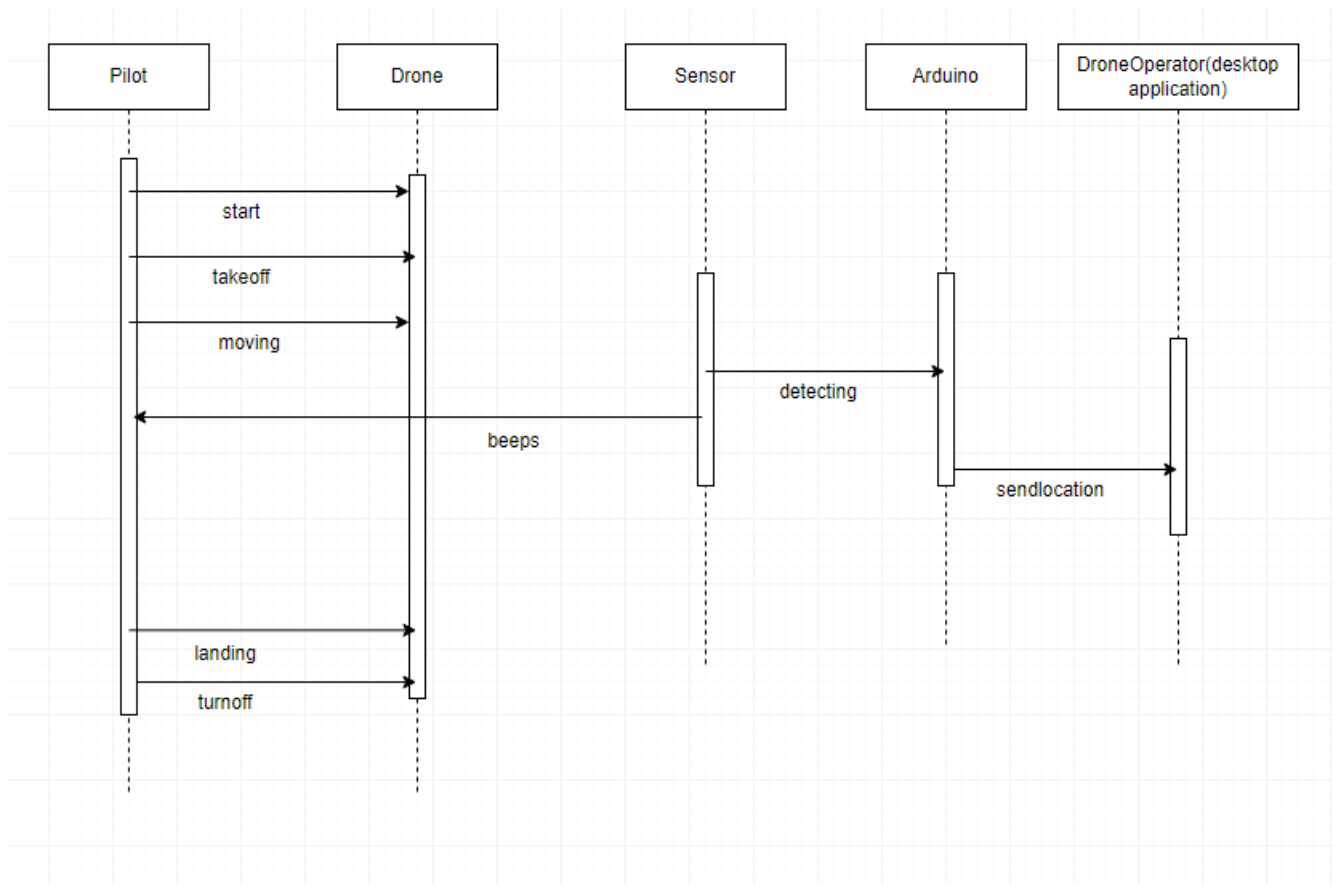 Pilot
Drone
Sensor
Arduino
DroneOperator(desktop
application)
start
takeoff
moving
detecting
beeps
sendlocation
landing
turnoff